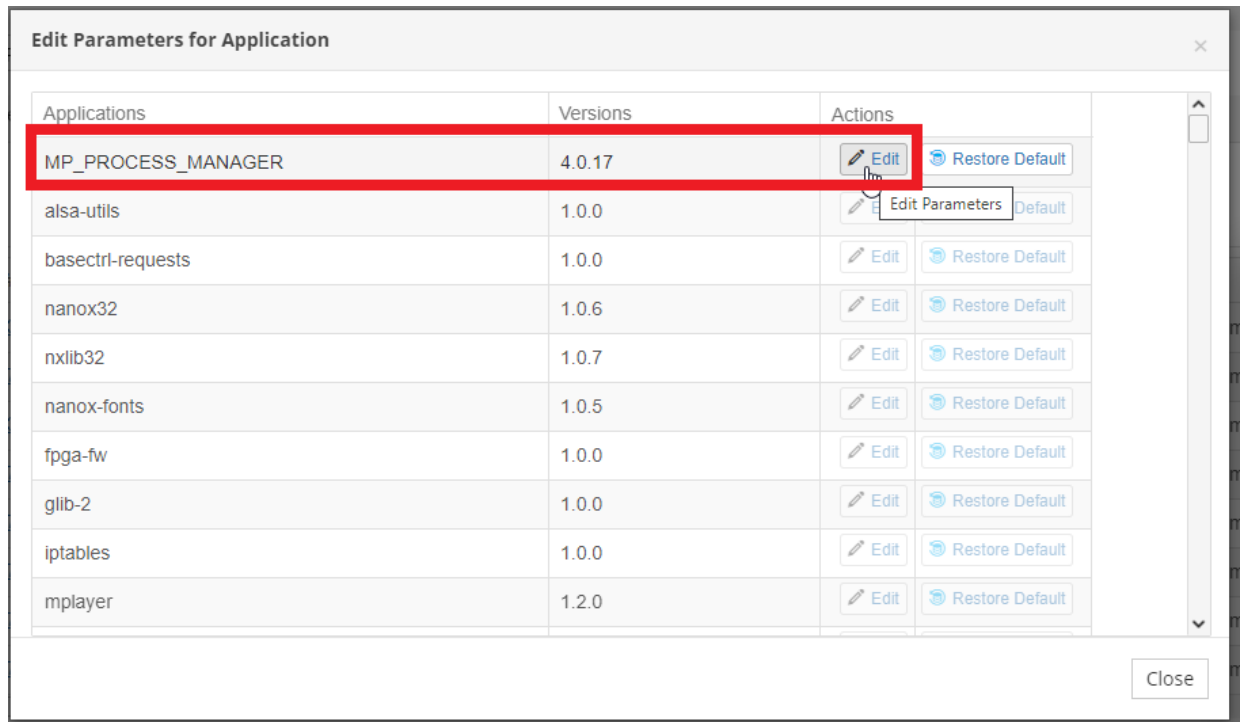 Edit Parameters for Application
×
Applications Versions Actions
MP_PROCESS_MANAGER 4.0.17 Edit Restore Default
Edit Parameters
alsa-utils 1.0.0 Default
basectrl-requests 1.0.0 Edit Restore Default
nanox32 1.0.6 Edit Restore Default
nxlib32 1.0.7 Edit Restore Default
nanox-fonts 1.0.5 Edit Restore Default
fpga-fw 1.0.0 Edit Restore Default
glib-2 1.0.0 Edit Restore Default
iptables 1.0.0 Edit Restore Default
mplayer 1.2.0 Edit Restore Default
Close